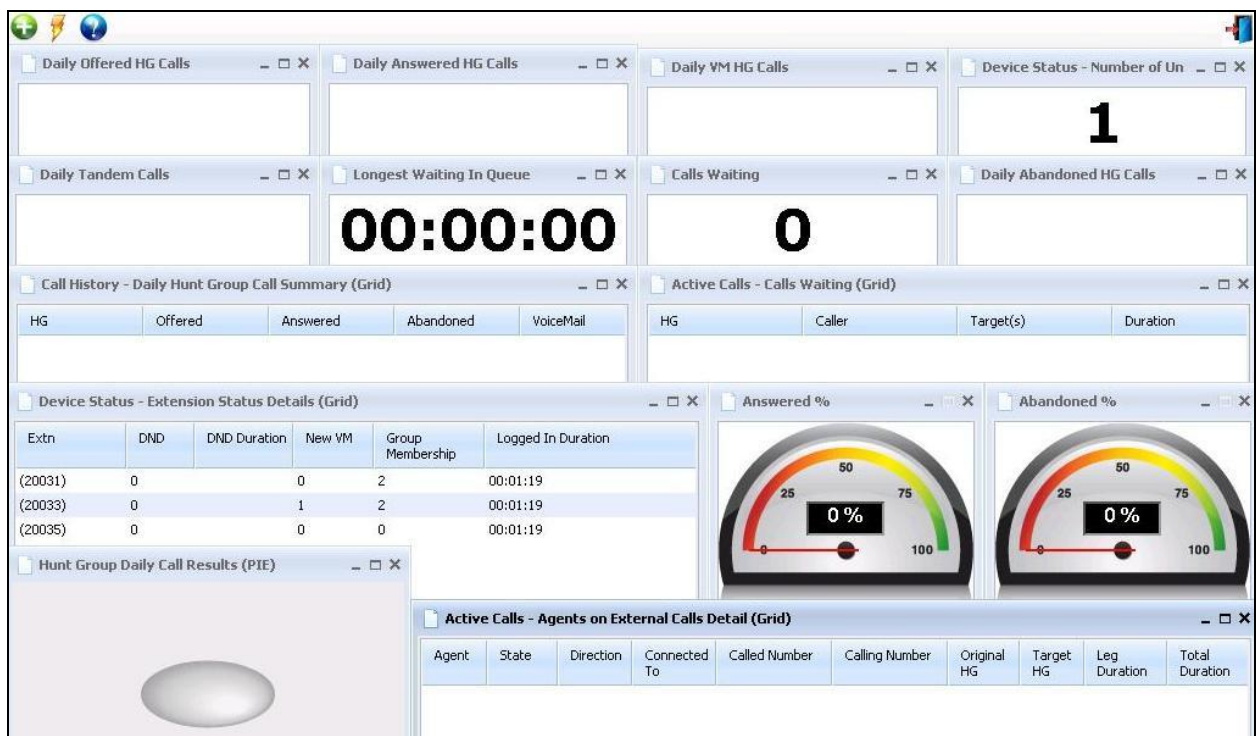 Daily Offered HG Calls
Daily Answered HG Calls
Daily VM HG Calls
Device Status - Number of Un
1
Daily Tandem Calls
Longest Waiting In Queue
Calls Waiting
Daily Abandoned HG Calls
00:00:00
0
Call History - Daily Hunt Group Call Summary (Grid)
HG Offered Answered Abandoned VoiceMail
Active Calls - Calls Waiting (Grid)
HG Caller Target(s) Duration
Device Status - Extension Status Details (Grid)
Extn DND DND Duration New VM Group Membership Logged In Duration
(20031) 0 0 2 00:01:19
(20033) 0 1 2 00:01:19
(20035) 0 0 0 00:01:19
Answered %
0 25 50 75 100
0 %
Abandoned %
0 25 50 75 100
0 %
Hunt Group Daily Call Results (PIE)
Active Calls - Agents on External Calls Detail (Grid)
Agent State Direction Connected To Called Number Calling Number Original HG Target HG Leg Duration Total Duration